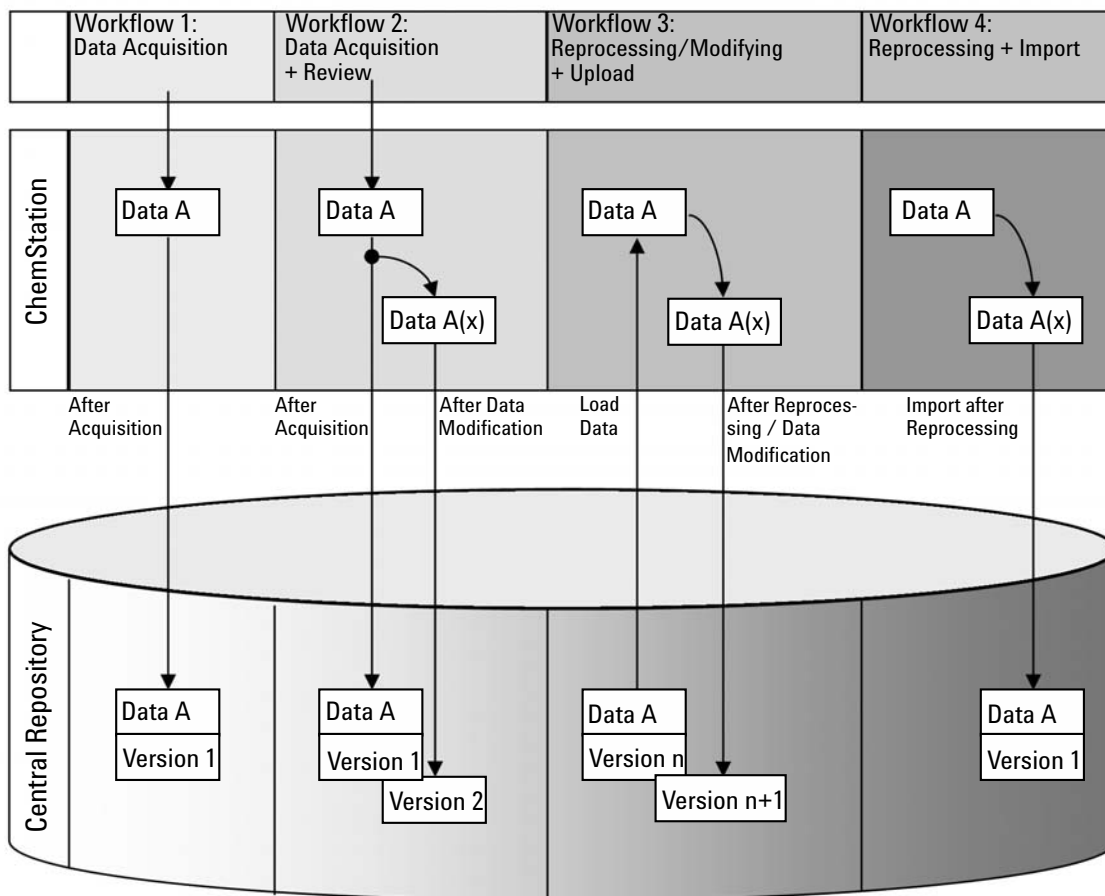 Workflow 1:
Data Acquisition
Workflow 2:
Data Acquisition
+ Review
Workflow 3:
Reprocessing/Modifying
+ Upload
Workflow 4:
Reprocessing + Import
ChemStation
Data A
Data A
Data A(x)
Data A
Data A(x)
Data A
Data A(x)
After
Acquisition
After
Acquisition
After Data
Modification
Load
Data
After Reproces-
sing / Data
Modification
Import after
Reprocessing
Central Repository
Data A
Version 1
Data A
Version 1
Version 2
Data A
Version n
Version n+1
Data A
Version 1